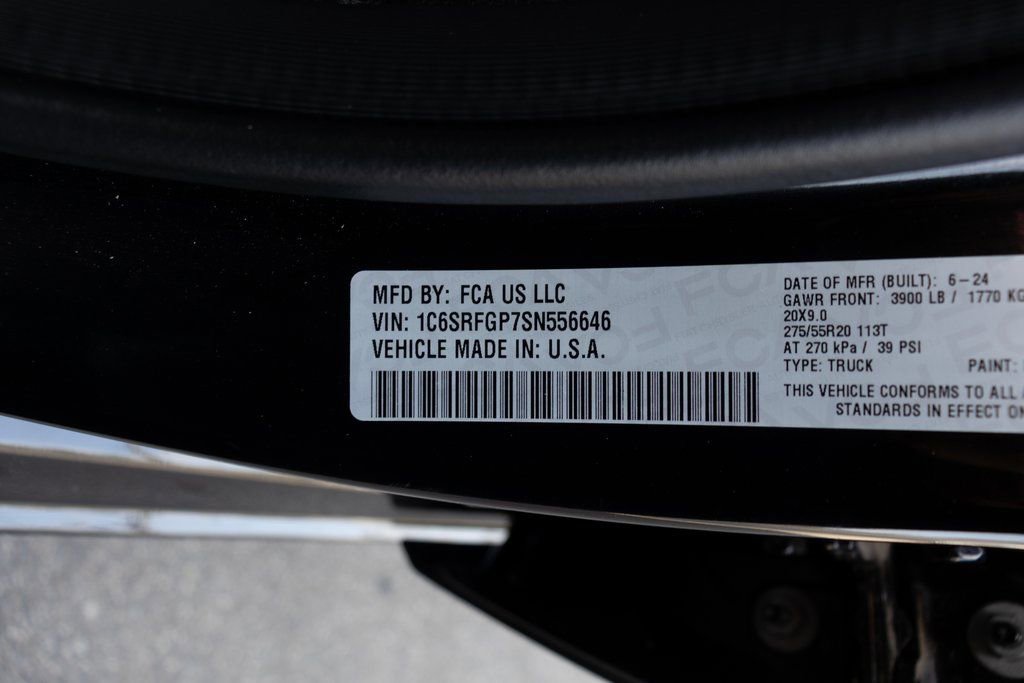 MFD BY: FCA US LLC
VIN: 1C6SRFGP7SN556646
VEHICLE MADE IN: U.S.A.
DATE OF MFR (BUILT): 6-24
GAWR FRONT: 3900 LB / 1770 KG
20X9.0
275/55R20 113T
AT 270 kPa / 39 PSI
TYPE: TRUCK PAINT:
THIS VEHICLE CONFORMS TO ALL
STANDARDS IN EFFECT ON